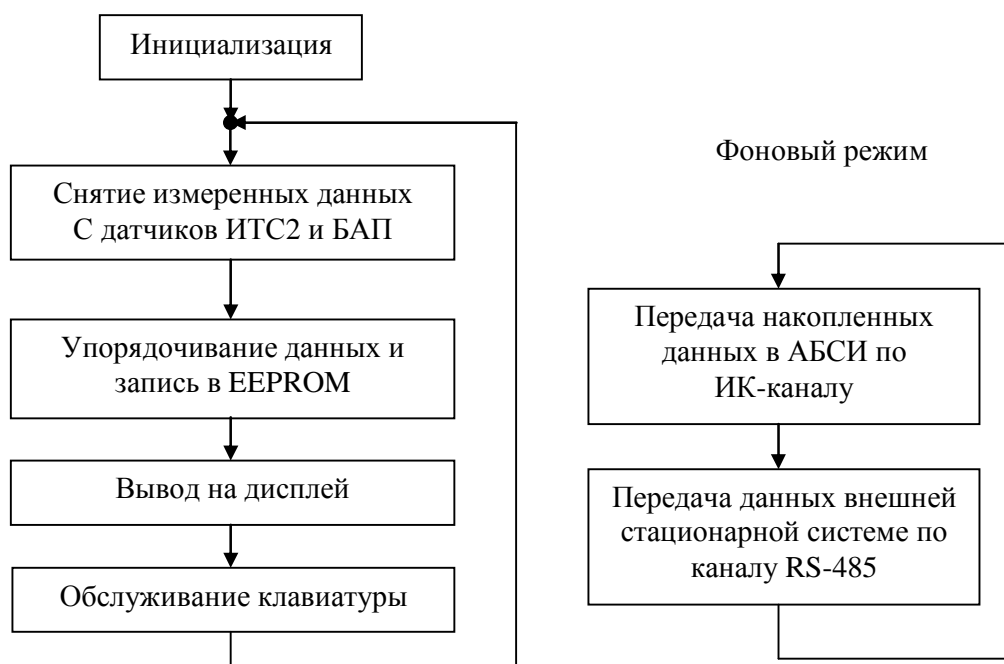 Инициализация
Снятие измеренных данных
С датчиков ИТС2 и БАП
Упорядочивание данных и
запись в EEPROM
Вывод на дисплей
Обслуживание клавиатуры
Фоновый режим
Передача накопленных
данных в АБСИ по
ИК-каналу
Передача данных внешней
стационарной системе по
каналу RS-485